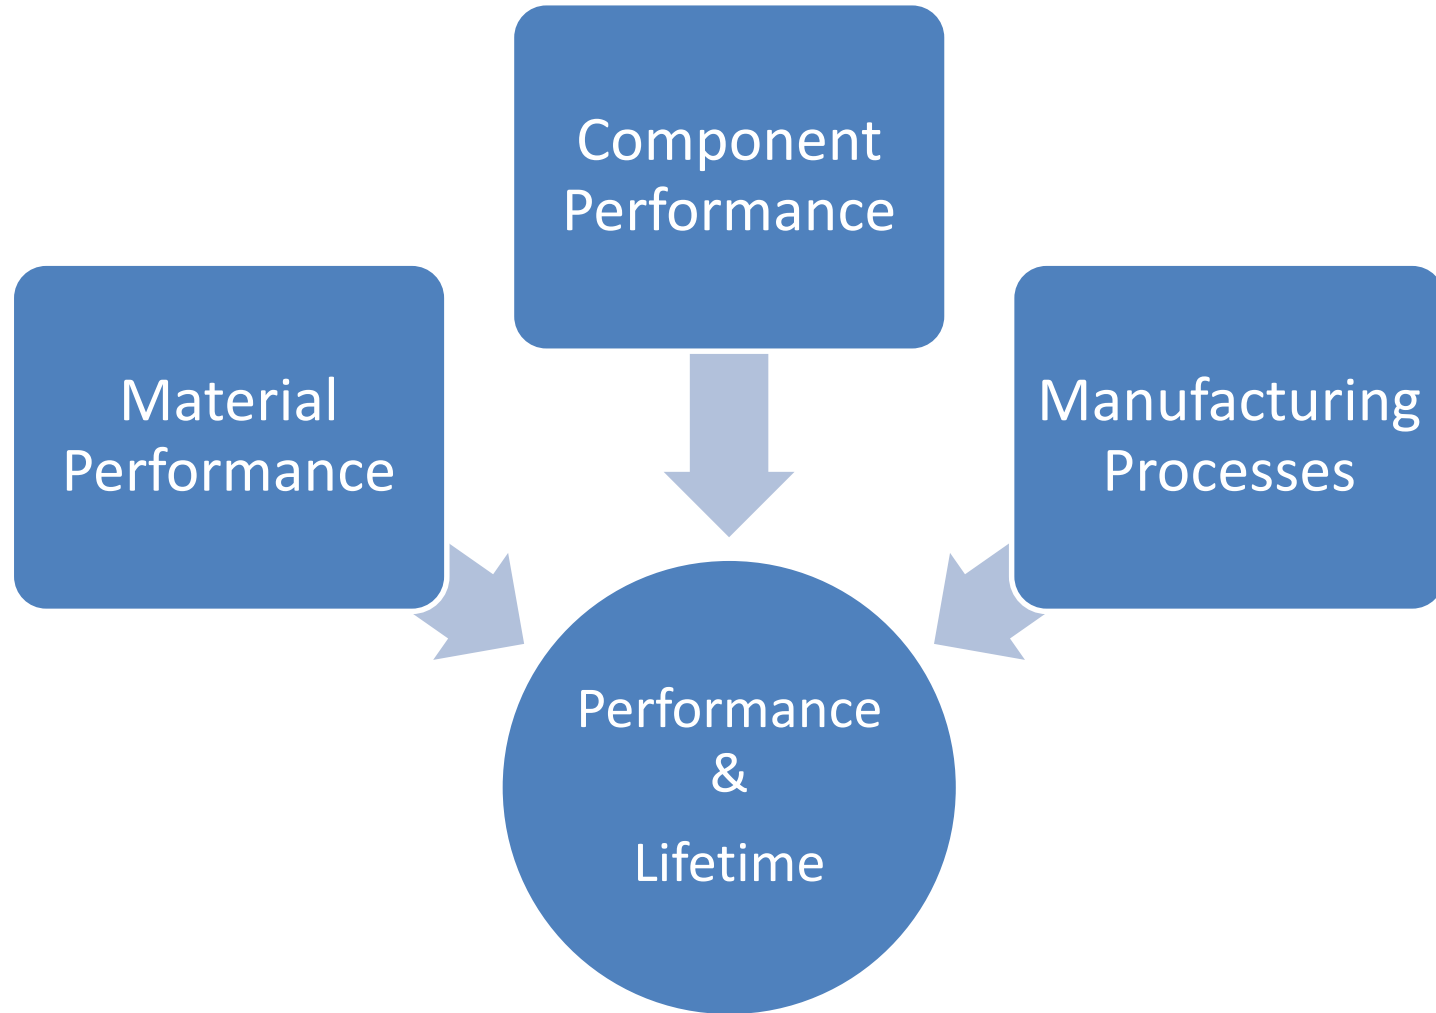 Component
Performance
Material
Performance
Manufacturing
Processes
Performance
&
Lifetime